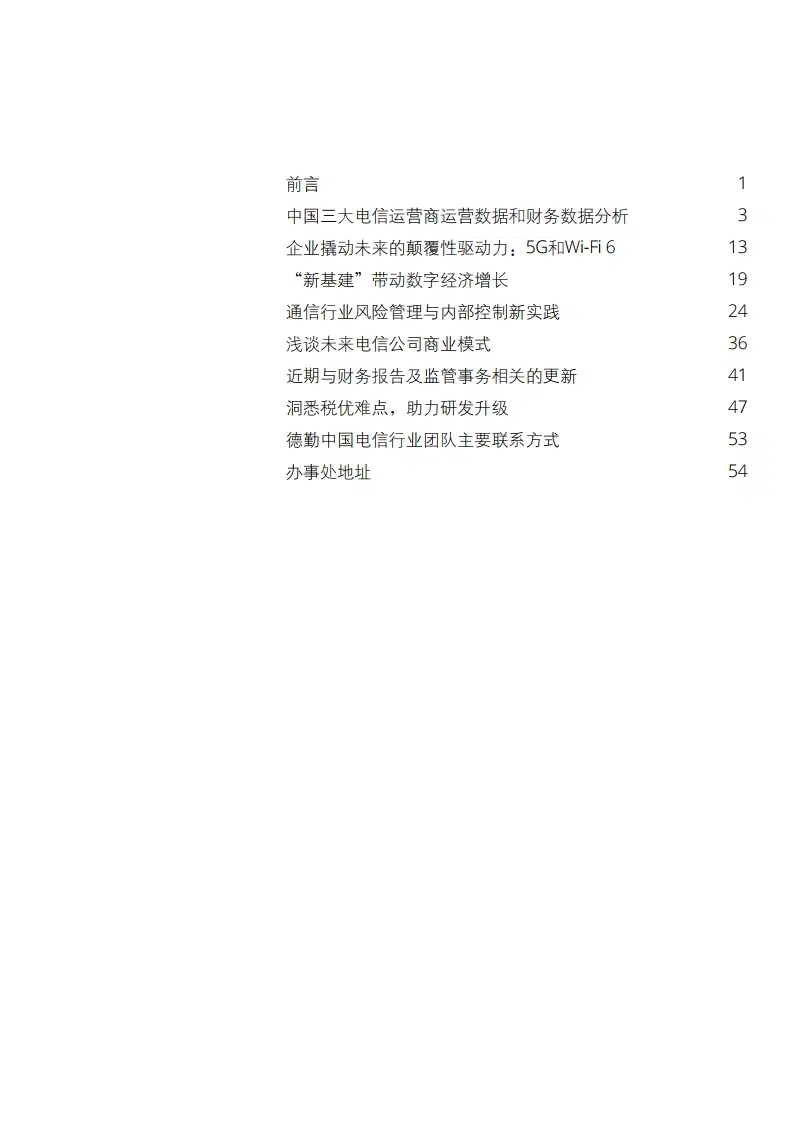 前言 1
中国三大电信运营商运营数据和财务数据分析 3
企业撬动未来的颠覆性驱动力：5G和Wi-Fi 6 13
“新基建”带动数字经济增长 19
通信行业风险管理与内部控制新实践 24
浅谈未来电信公司商业模式 36
近期与财务报告及监管事务相关的更新 41
洞悉税优难点，助力研发升级 47
德勤中国电信行业团队主要联系方式 53
办事处地址 54